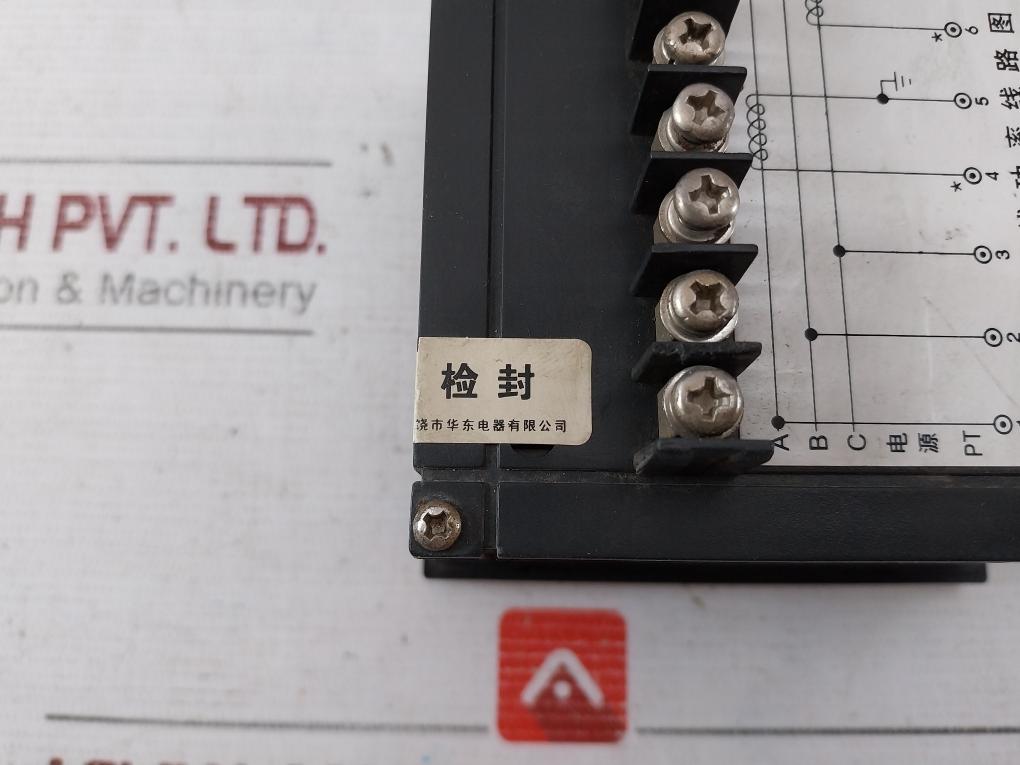 H PVT. LTD.
on & Machinery
检封
饶市华东电器有限公司
* 6
5
* 4
3
2
1
A B C 电源 PT
线路图